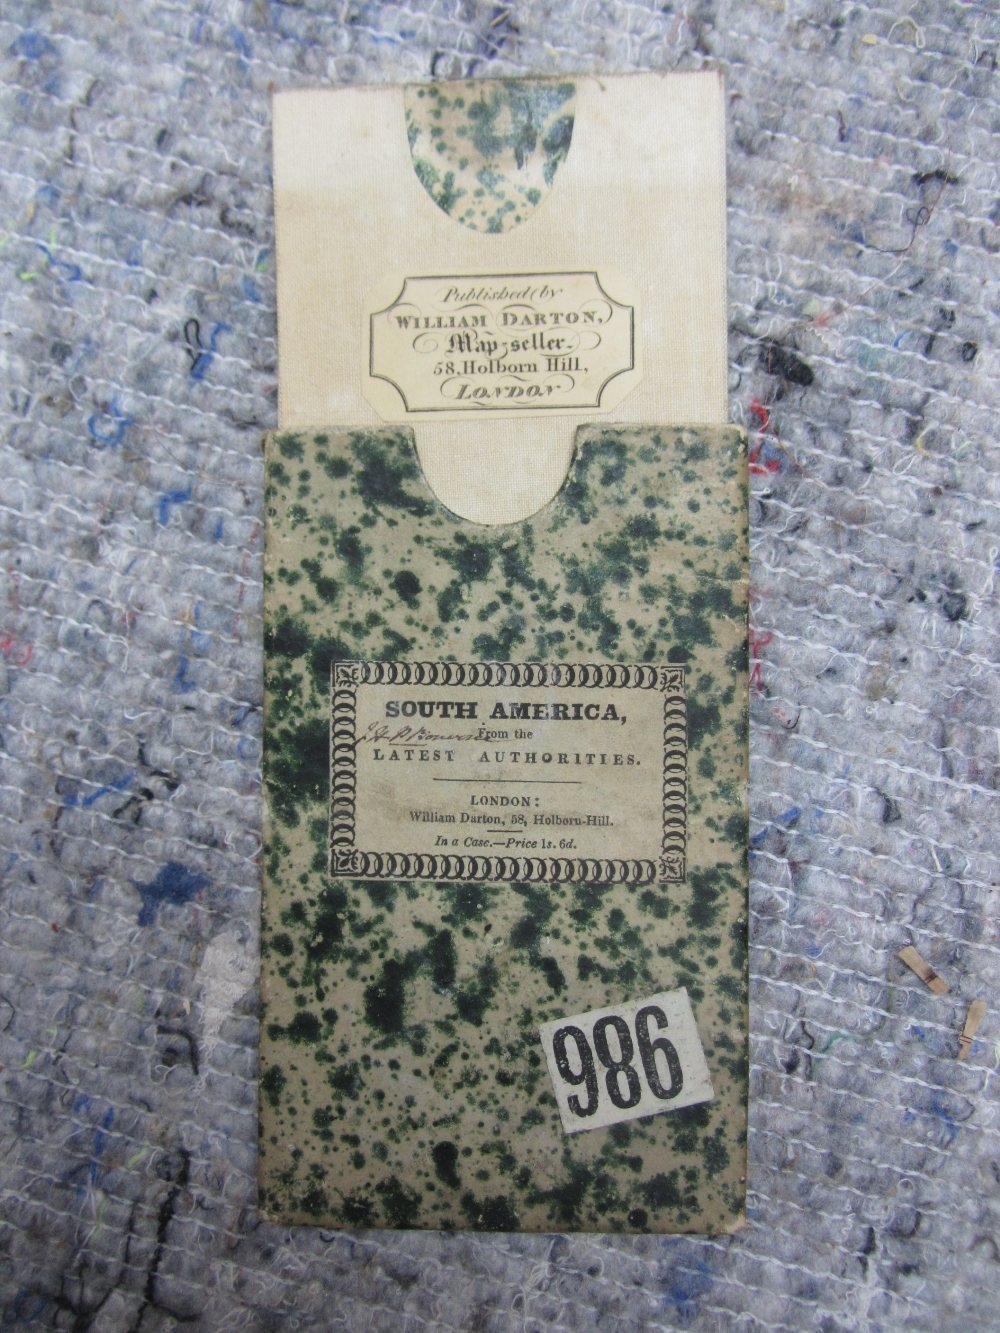 Published by
WILLIAM DARTON,
Map-seller.
58, Holborn Hill,
LONDON
SOUTH AMERICA,
From the
LATEST AUTHORITIES.
LONDON:
William Darton, 58, Holborn-Hill.
In a Case.—Price 1s. 6d.
986